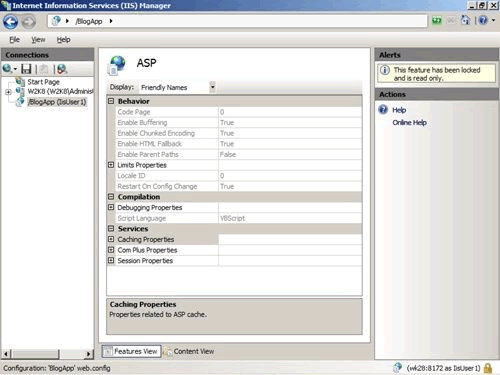 Internet Information Services (IIS) Manager
/BlogApp
File View Help
Connections
Start Page
W2K8 (W2K8\Adminis
/BlogApp (IisUser1)
ASP
Display: Friendly Names
Behavior
Code Page 0
Enable Buffering True
Enable Chunked Encoding True
Enable HTML Fallback True
Enable Parent Paths False
Limits Properties
Locale ID 0
Restart On Config Change True
Compilation
Debugging Properties
Script Language VBScript
Services
Caching Properties
Com Plus Properties
Session Properties
Caching Properties
Properties related to ASP cache.
Features View Content View
Alerts
This feature has been locked
and is read only.
Actions
Help
Online Help
Configuration: 'BlogApp' web.config
(wk28:8172 as IisUser1)